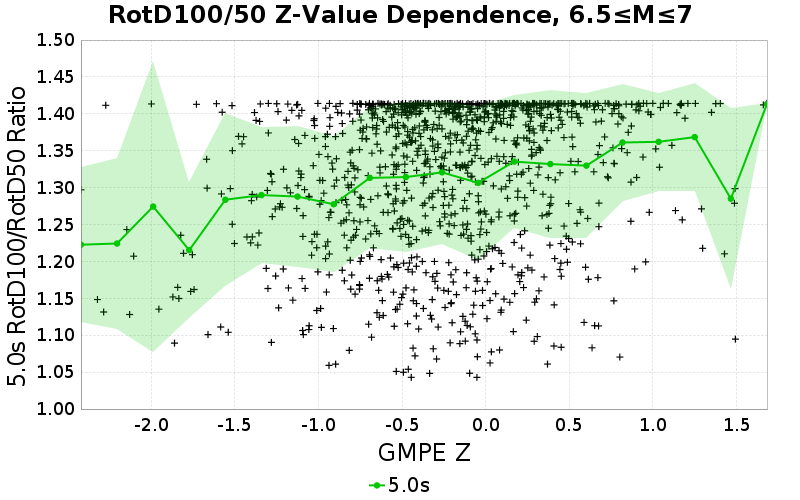 RotD100/50 Z-Value Dependence, 6.5≤M≤7
5.0s RotD100/RotD50 Ratio
1.50
1.45
1.40
1.35
1.30
1.25
1.20
1.15
1.10
1.05
1.00
-2.0 -1.5 -1.0 -0.5 0.0 0.5 1.0 1.5
GMPE Z
5.0s